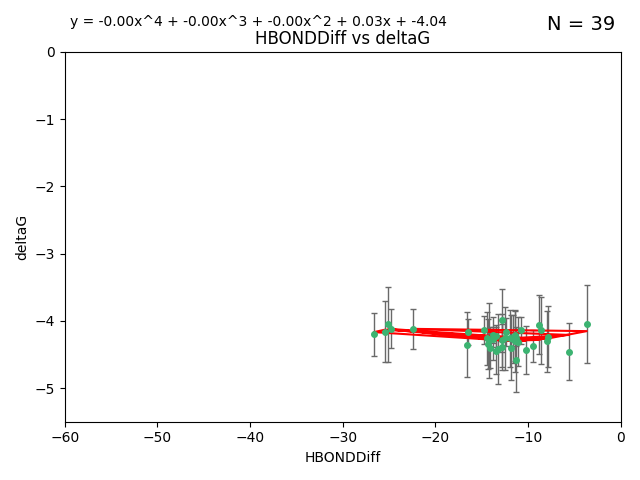 y = -0.00x^4 + -0.00x^3 + -0.00x^2 + 0.03x + -4.04
N = 39
HBONDDiff vs deltaG
0
−1
−2
−3
−4
−5
deltaG
−60
−50
−40
−30
−20
−10
0
HBONDDiff